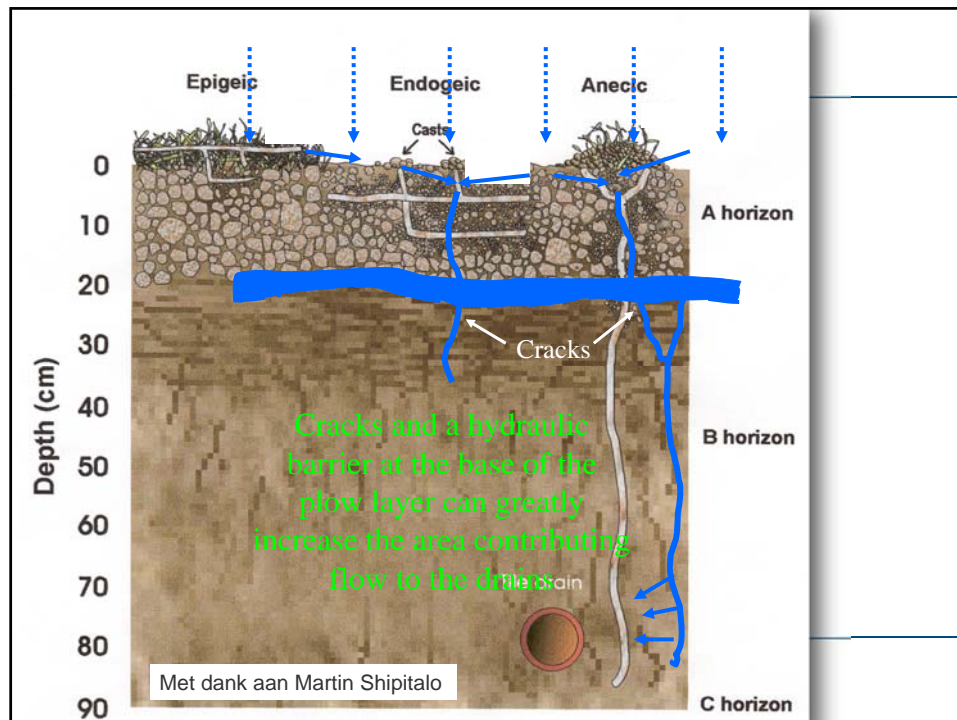 Epigeic
Endogeic
Anecic
Casts
0
10
20
30
40
50
60
70
80
90
Depth (cm)
A horizon
Cracks
B horizon
Cracks and a hydraulic
barrier at the base of the
plow layer can greatly
increase the area contributing
flow to the drains
Tile drain
Met dank aan Martin Shipitalo
C horizon